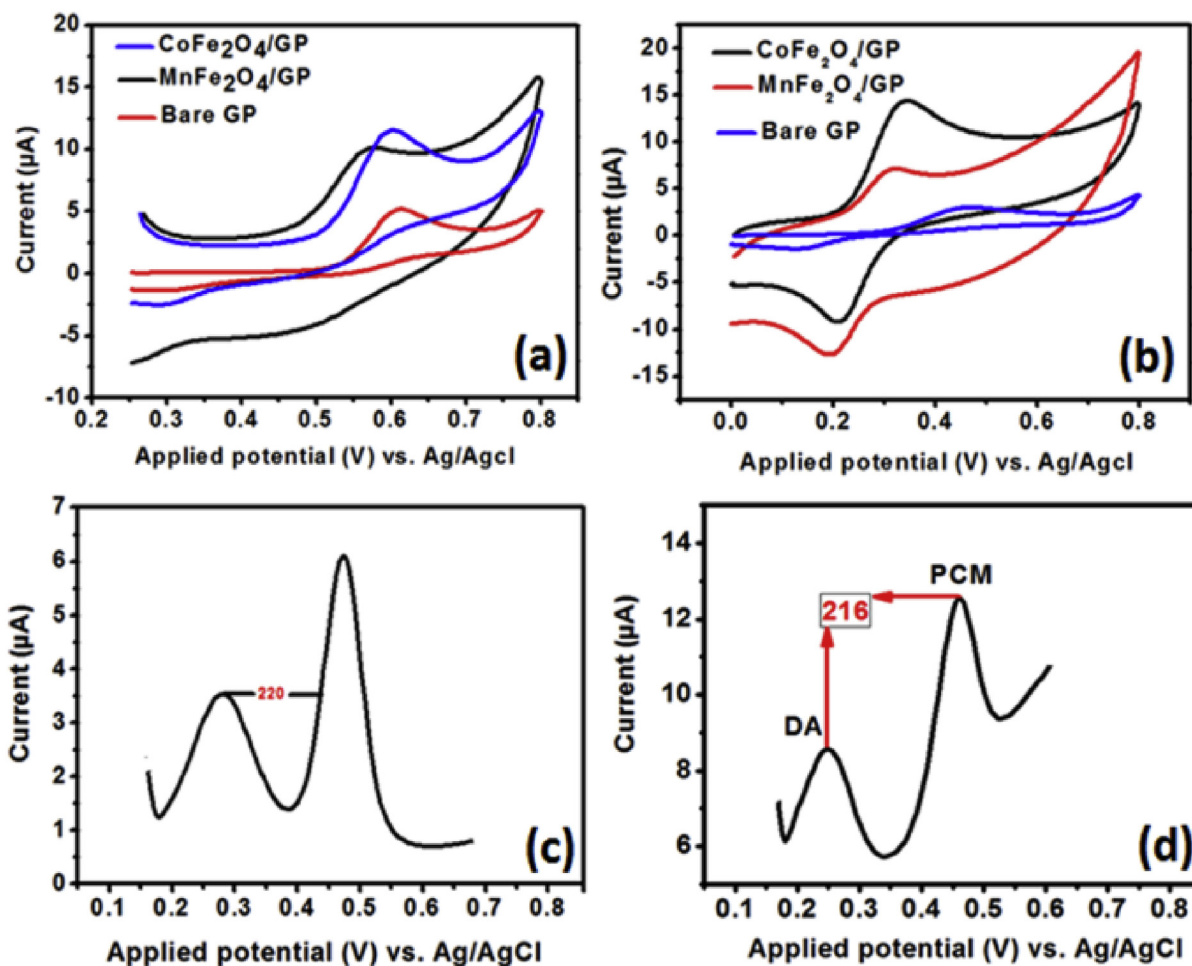 CoFe2O4/GP
MnFe2O4/GP
Bare GP
20
15
10
5
0
-5
-10
Current (µA)
0.2 0.3 0.4 0.5 0.6 0.7 0.8
Applied potential (V) vs. Ag/Agcl
(a)
CoFe2O4/GP
MnFe2O4/GP
Bare GP
20
15
10
5
0
-5
-10
-15
Current (µA)
0.0 0.2 0.4 0.6 0.8
Applied potential (V) vs. Ag/Agcl
(b)
7
6
5
4
3
2
1
0
Current (µA)
220
0.1 0.2 0.3 0.4 0.5 0.6 0.7 0.8
Applied potential (V) vs. Ag/AgCl
(c)
14
12
10
8
6
Current (µA)
PCM
216
DA
0.1 0.2 0.3 0.4 0.5 0.6 0.7 0.8
Applied potential (V) vs. Ag/AgCl
(d)